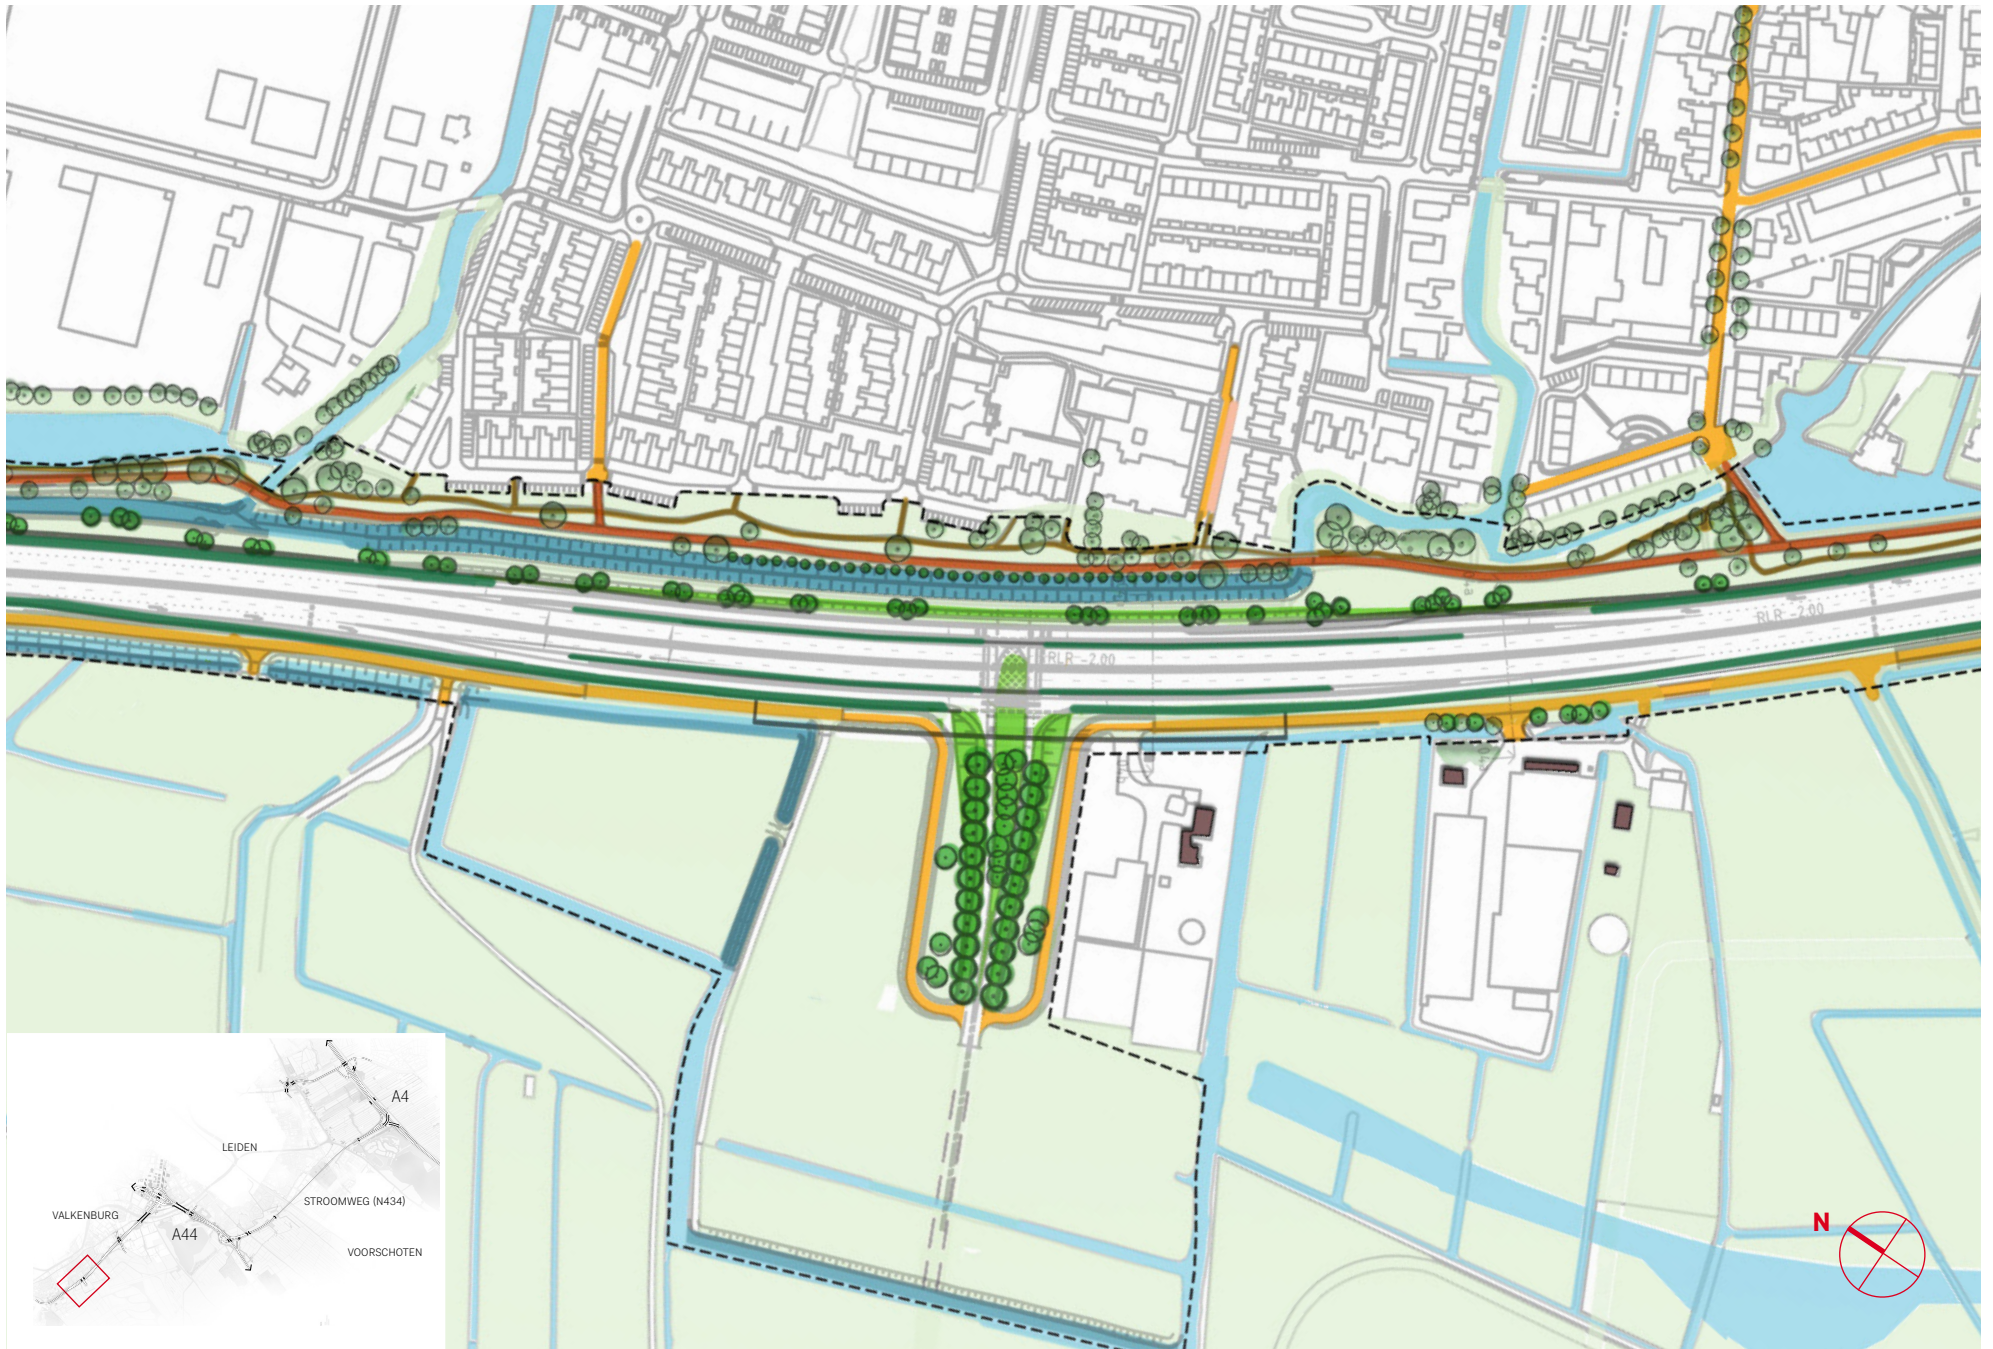 RLR -2.00
RLR -2.00
A4
LEIDEN
STROOMWEG (N434)
VALKENBURG
A44
VOORSCHOTEN
N